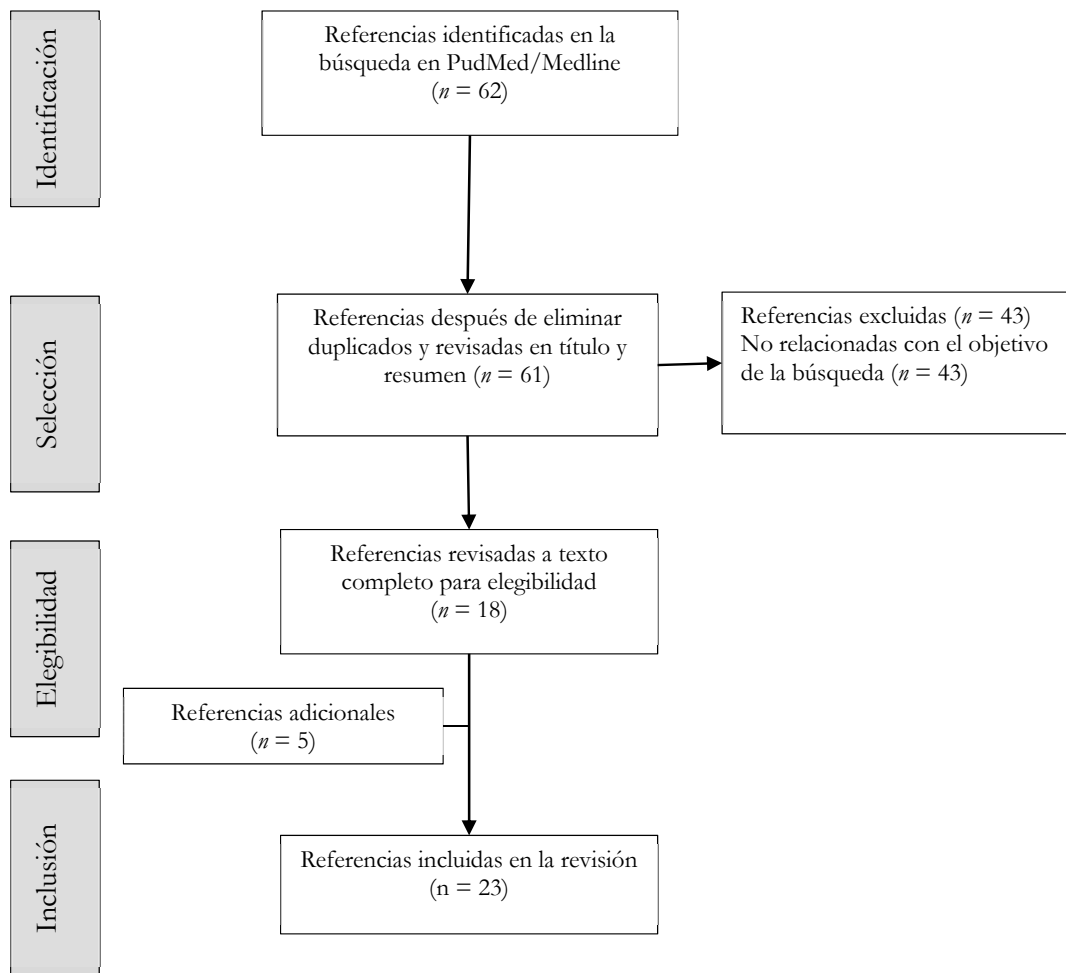 Identificación
Referencias identificadas en la
búsqueda en PudMed/Medline
(n = 62)
Selección
Referencias después de eliminar
duplicados y revisadas en título y
resumen (n = 61)
Referencias excluidas (n = 43)
No relacionadas con el objetivo
de la búsqueda (n = 43)
Elegibilidad
Referencias revisadas a texto
completo para elegibilidad
(n = 18)
Referencias adicionales
(n = 5)
Inclusión
Referencias incluidas en la revisión
(n = 23)